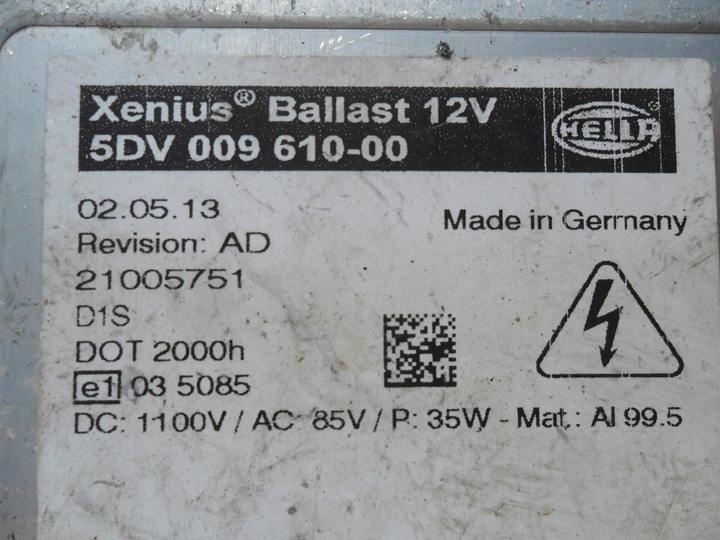 Xenius® Ballast 12V
5DV 009 610-00
HELLA
02.05.13
Made in Germany
Revision: AD
21005751
D1S
DOT 2000h
e1 03 5085
DC: 1100V / AC: 85V / P: 35W - Mat.: Al 99.5